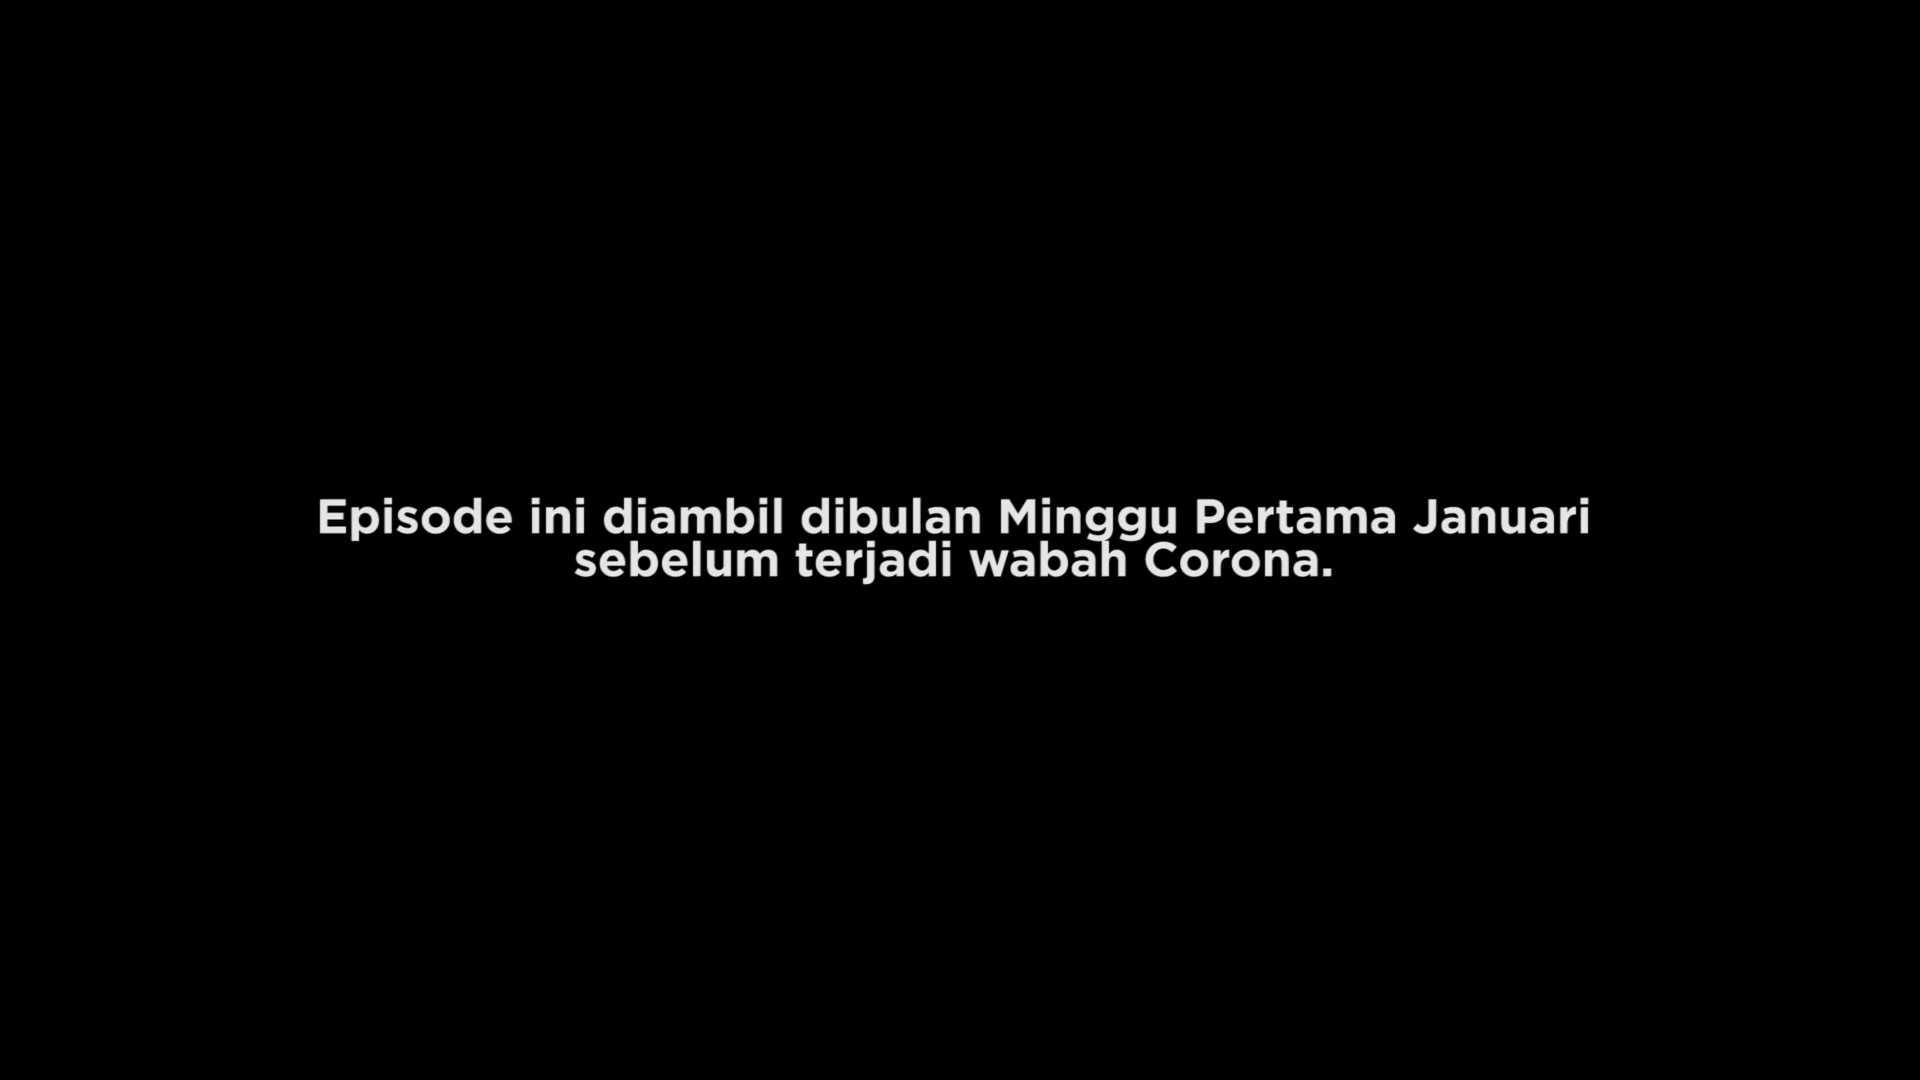 Episode ini diambil dibulan Minggu Pertama Januari
sebelum terjadi wabah Corona.